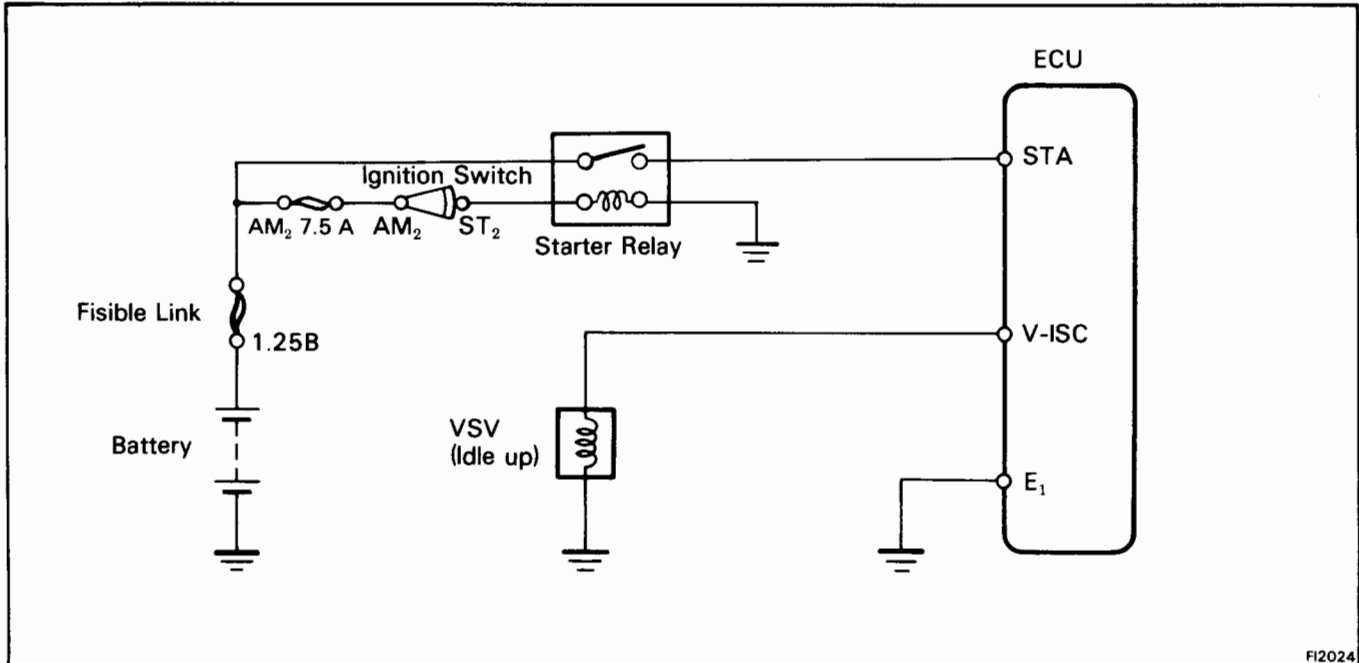 ECU
STA
Ignition Switch
AM₂ 7.5 A AM₂ ST₂
Starter Relay
Fisible Link
1.25B
V-ISC
Battery
VSV
(Idle up)
E₁
FI2024